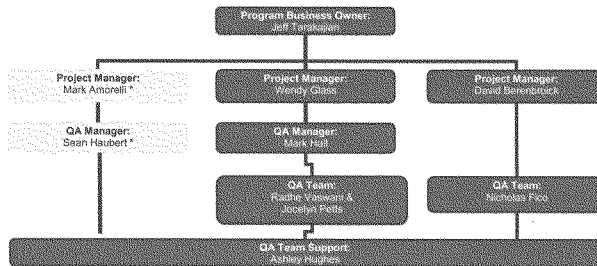 Program Business Owner:
Jeff Tarakajian
Project Manager:
Mark Amorelli *
Project Manager:
Wendy Glass
Project Manager:
David Berenbroick
QA Manager:
Sean Haubert *
QA Manager:
Mark Hull
QA Team:
Radhe Vaswani &
Jocelyn Petts
QA Team:
Nicholas Fico
QA Team Support:
Ashley Hughes